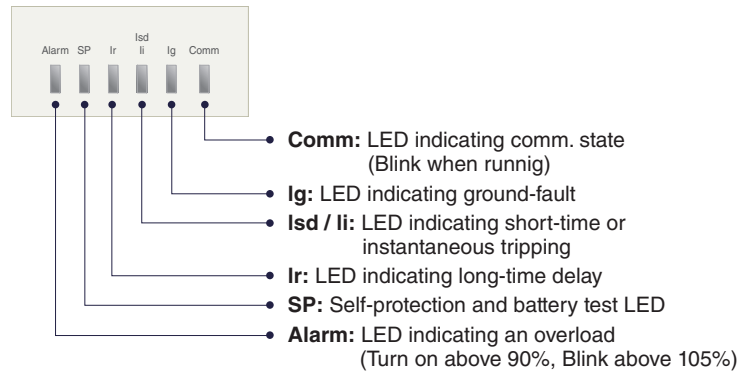 Isd
Alarm SP Ir Ii Ig Comm
Comm: LED indicating comm. state
(Blink when runnig)
Ig: LED indicating ground-fault
Isd / Ii: LED indicating short-time or
instantaneous tripping
Ir: LED indicating long-time delay
SP: Self-protection and battery test LED
Alarm: LED indicating an overload
(Turn on above 90%, Blink above 105%)